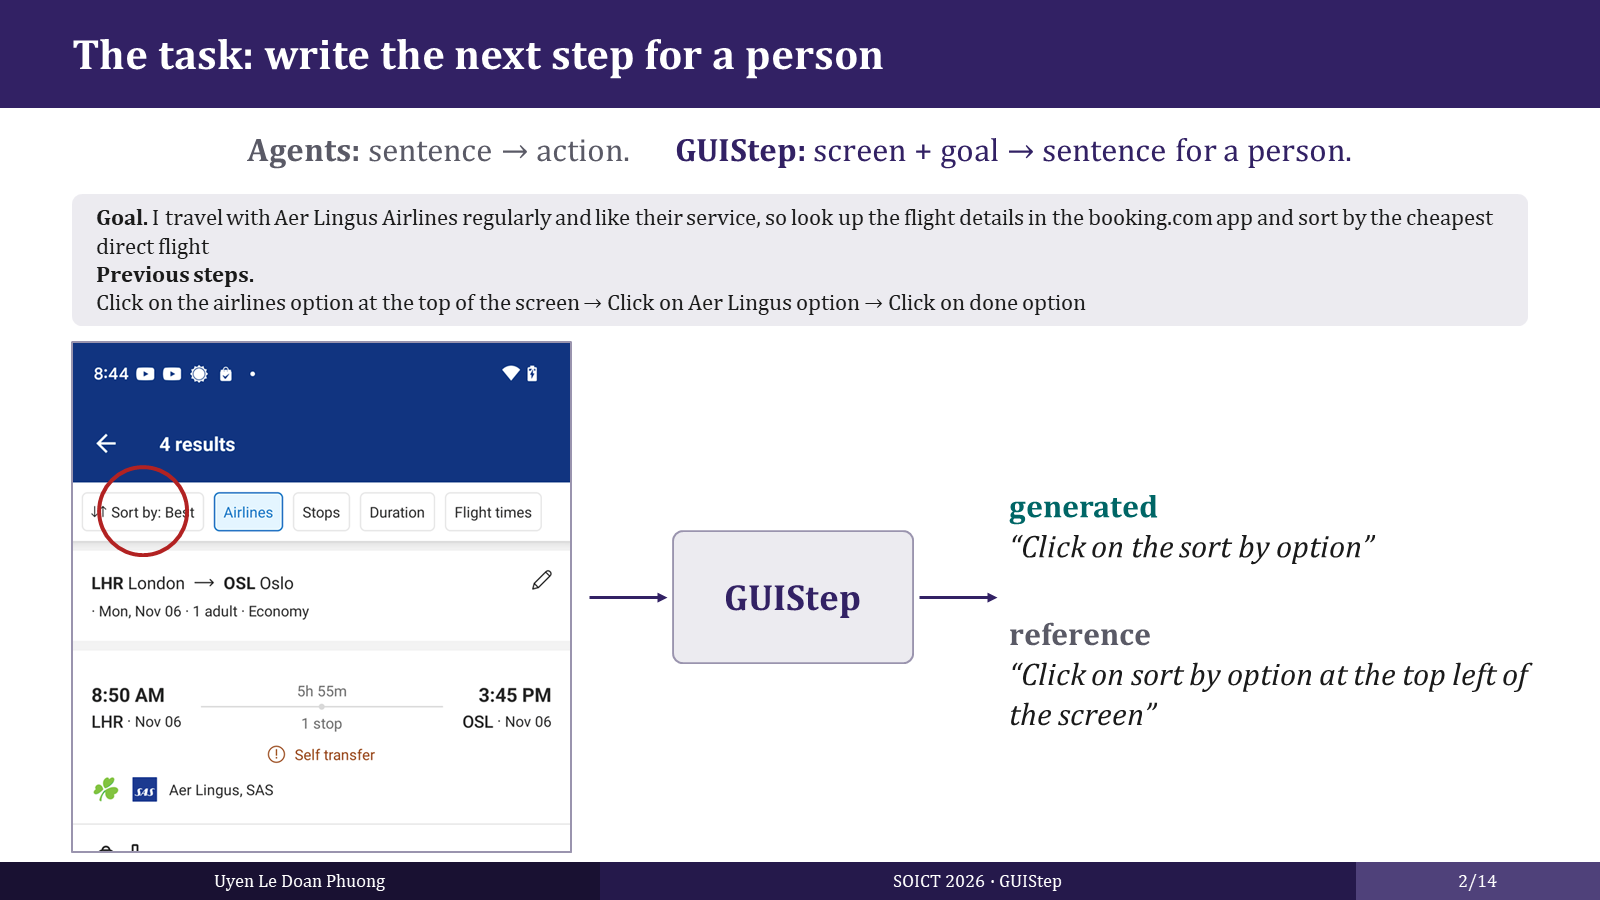 The task: write the next step for a person
Agents: sentence → action. GUIStep: screen + goal → sentence for a person.
Goal. I travel with Aer Lingus Airlines regularly and like their service, so look up the flight details in the booking.com app and sort by the cheapest
direct flight
Previous steps.
Click on the airlines option at the top of the screen → Click on Aer Lingus option → Click on done option
8:44
4 results
Sort by: Best Airlines Stops Duration Flight times
LHR London → OSL Oslo
· Mon, Nov 06 · 1 adult · Economy
8:50 AM 5h 55m 3:45 PM
LHR · Nov 06 1 stop OSL · Nov 06
Self transfer
SAS Aer Lingus, SAS
GUIStep
generated
“Click on the sort by option”
reference
“Click on sort by option at the top left of
the screen”
Uyen Le Doan Phuong SOICT 2026 · GUIStep 2/14